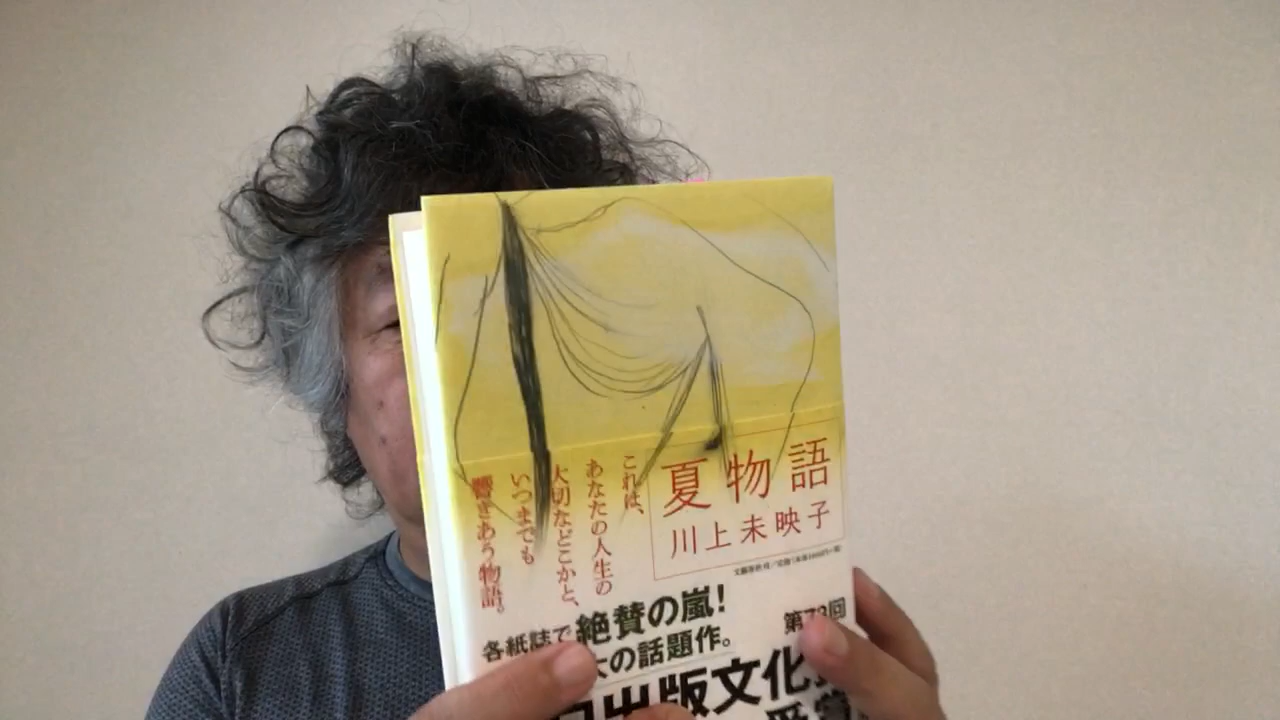 夏物語
川上未映子
これは、
あなたの人生の
大切などこかと、
いつまでも
響きあう物語。
各紙誌で絶賛の嵐!
の話題作。
第73回
出版文化
受賞